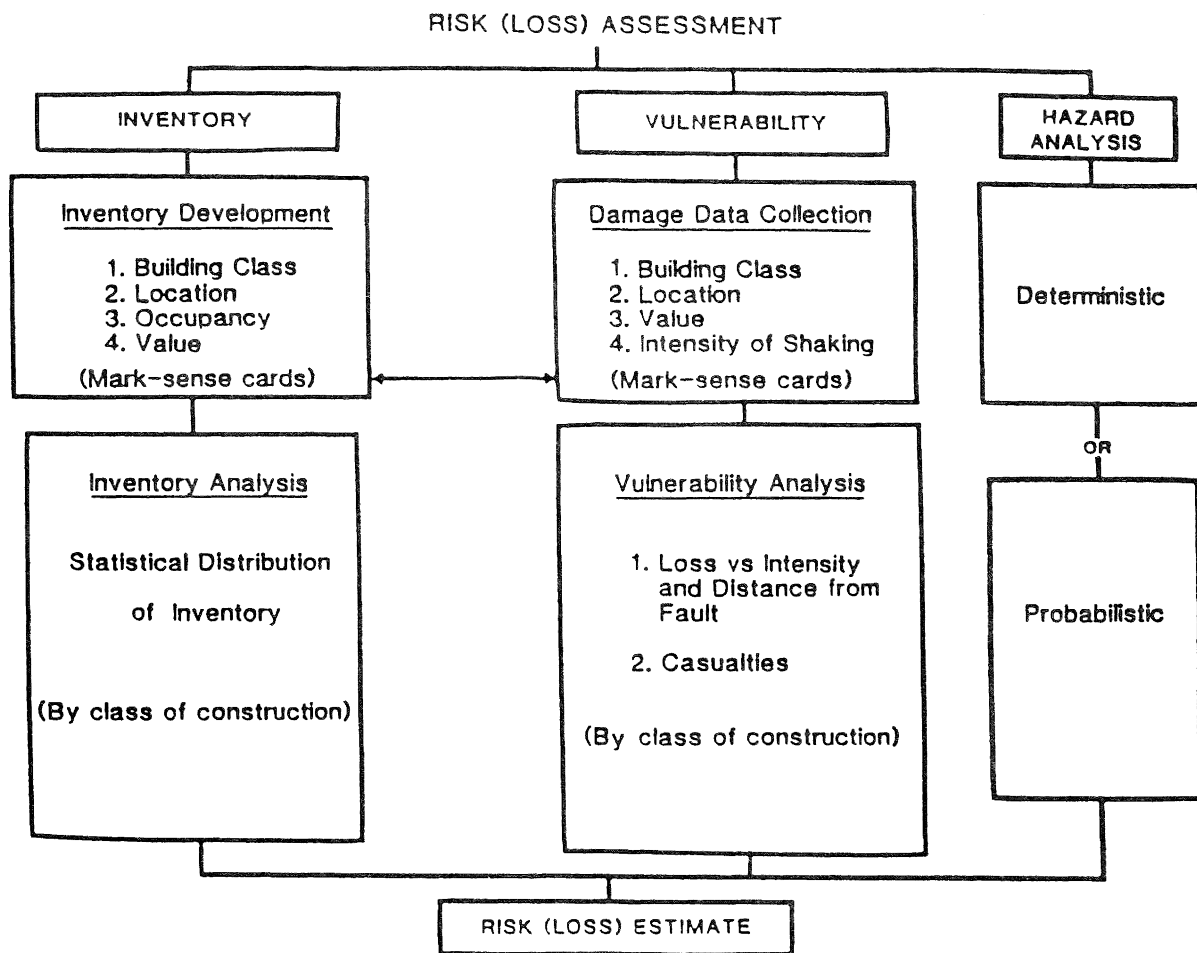 RISK (LOSS) ASSESSMENT
INVENTORY
VULNERABILITY
HAZARD
ANALYSIS
Inventory Development
1. Building Class
2. Location
3. Occupancy
4. Value
(Mark-sense cards)
Damage Data Collection
1. Building Class
2. Location
3. Value
4. Intensity of Shaking
(Mark-sense cards)
Deterministic
OR
Inventory Analysis
Statistical Distribution
of Inventory
(By class of construction)
Vulnerability Analysis
1. Loss vs Intensity
and Distance from
Fault
2. Casualties
(By class of construction)
Probabilistic
RISK (LOSS) ESTIMATE